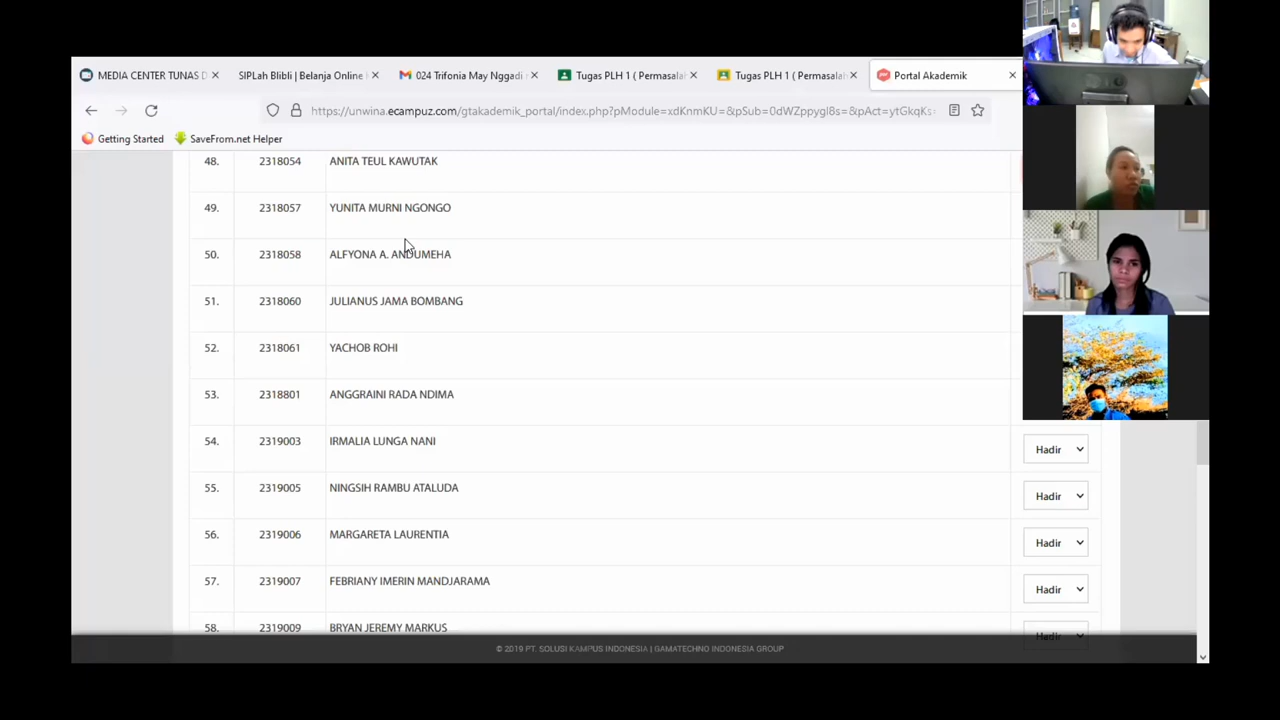 MEDIA CENTER TUNAS D
SIPLah Blibli | Belanja Online
024 Trifonia May Nggadi
Tugas PLH 1 ( Permasala
Tugas PLH 1 ( Permasala
Portal Akademik
https://unwina.ecampuz.com/gtakademik_portal/index.php?pModule=xdKnmKU=&pSub=0dWZppygl8s=&pAct=ytGkqKs=
Getting Started
SaveFrom.net Helper
48. 2318054 ANITA TEUL KAWUTAK
49. 2318057 YUNITA MURNI NGONGO
50. 2318058 ALFYONA A. ANDUMEHA
51. 2318060 JULIANUS JAMA BOMBANG
52. 2318061 YACHOB ROHI
53. 2318801 ANGGRAINI RADA NDIMA
54. 2319003 IRMALIA LUNGA NANI Hadir
55. 2319005 NINGSIH RAMBU ATALUDA Hadir
56. 2319006 MARGARETA LAURENTIA Hadir
57. 2319007 FEBRIANY IMERIN MANDJARAMA Hadir
58. 2319009 BRYAN JEREMY MARKUS Hadir
© 2019 PT. SOLUSI KAMPUS INDONESIA | GAMATECHNO INDONESIA GROUP